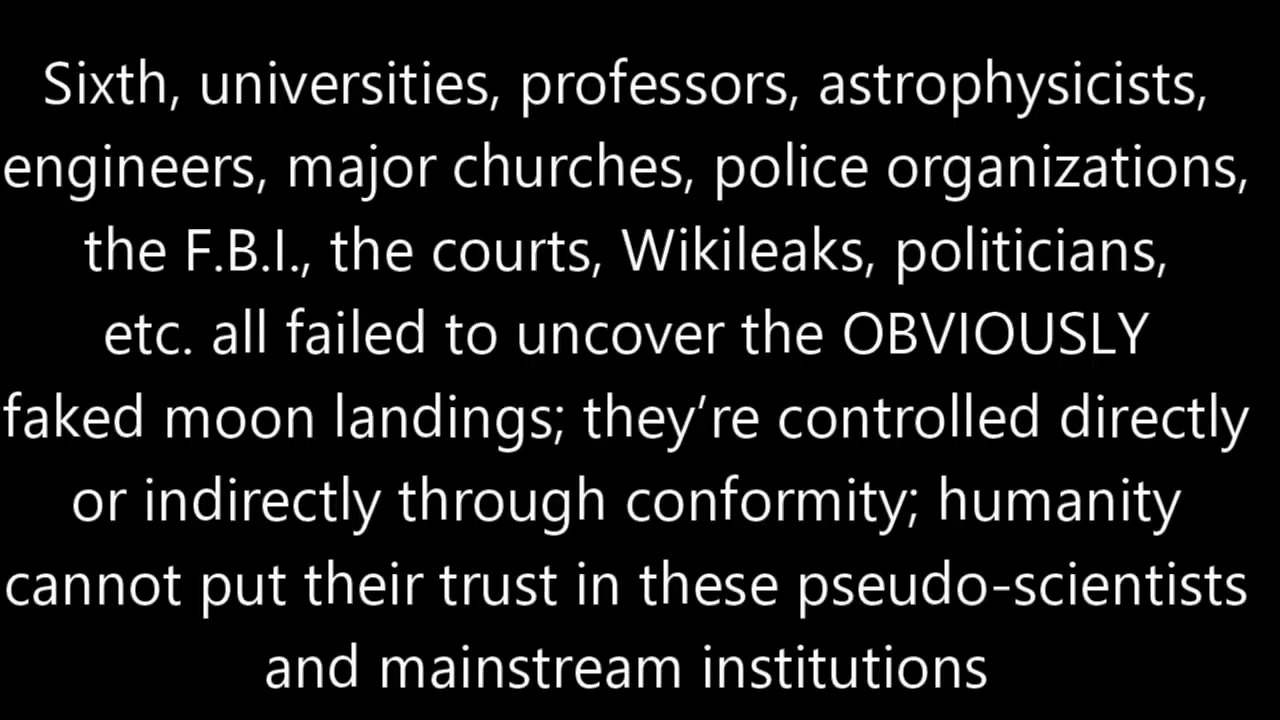 Sixth, universities, professors, astrophysicists,
engineers, major churches, police organizations,
the F.B.I., the courts, Wikileaks, politicians,
etc. all failed to uncover the OBVIOUSLY
faked moon landings; they’re controlled directly
or indirectly through conformity; humanity
cannot put their trust in these pseudo-scientists
and mainstream institutions